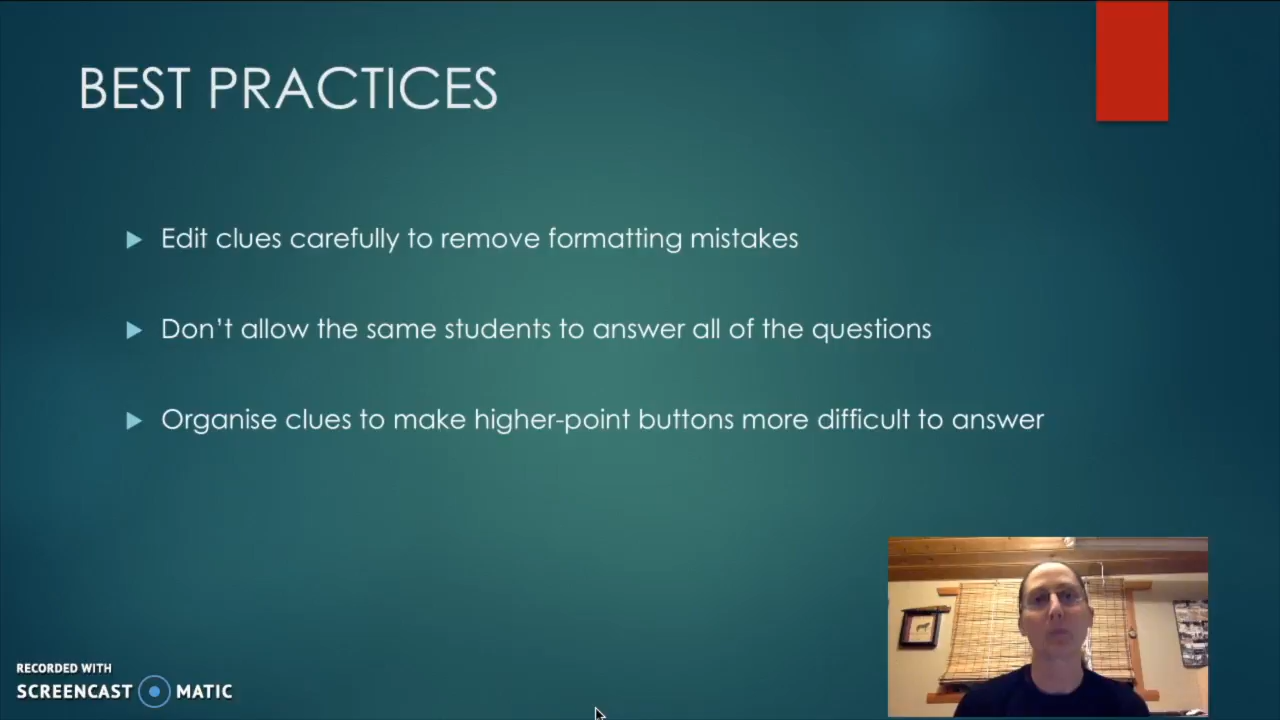 BEST PRACTICES
Edit clues carefully to remove formatting mistakes
Don't allow the same students to answer all of the questions
Organise clues to make higher-point buttons more difficult to answer
RECORDED WITH
SCREENCAST MATIC